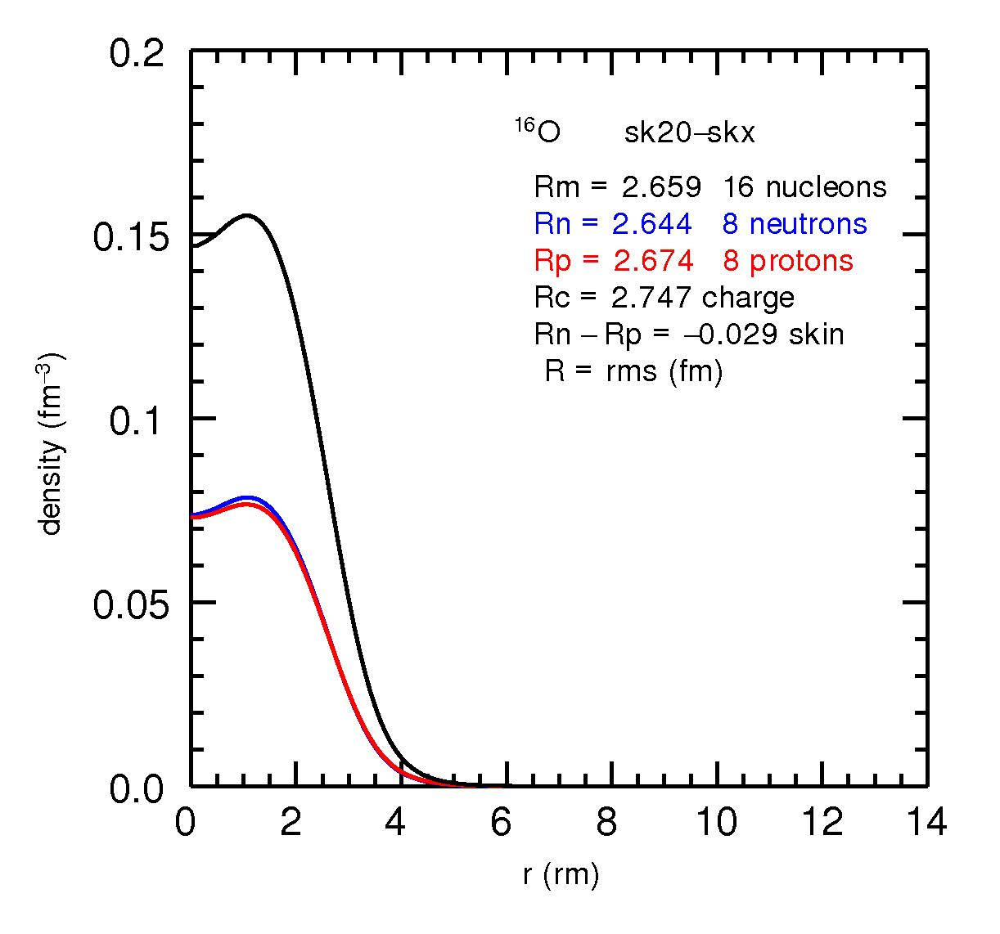 0.2
0.15
0.1
0.05
0.0
density (fm⁻³)
¹⁶O sk20–skx
Rm = 2.659 16 nucleons
Rn = 2.644 8 neutrons
Rp = 2.674 8 protons
Rc = 2.747 charge
Rn – Rp = –0.029 skin
R = rms (fm)
0 2 4 6 8 10 12 14
r (rm)